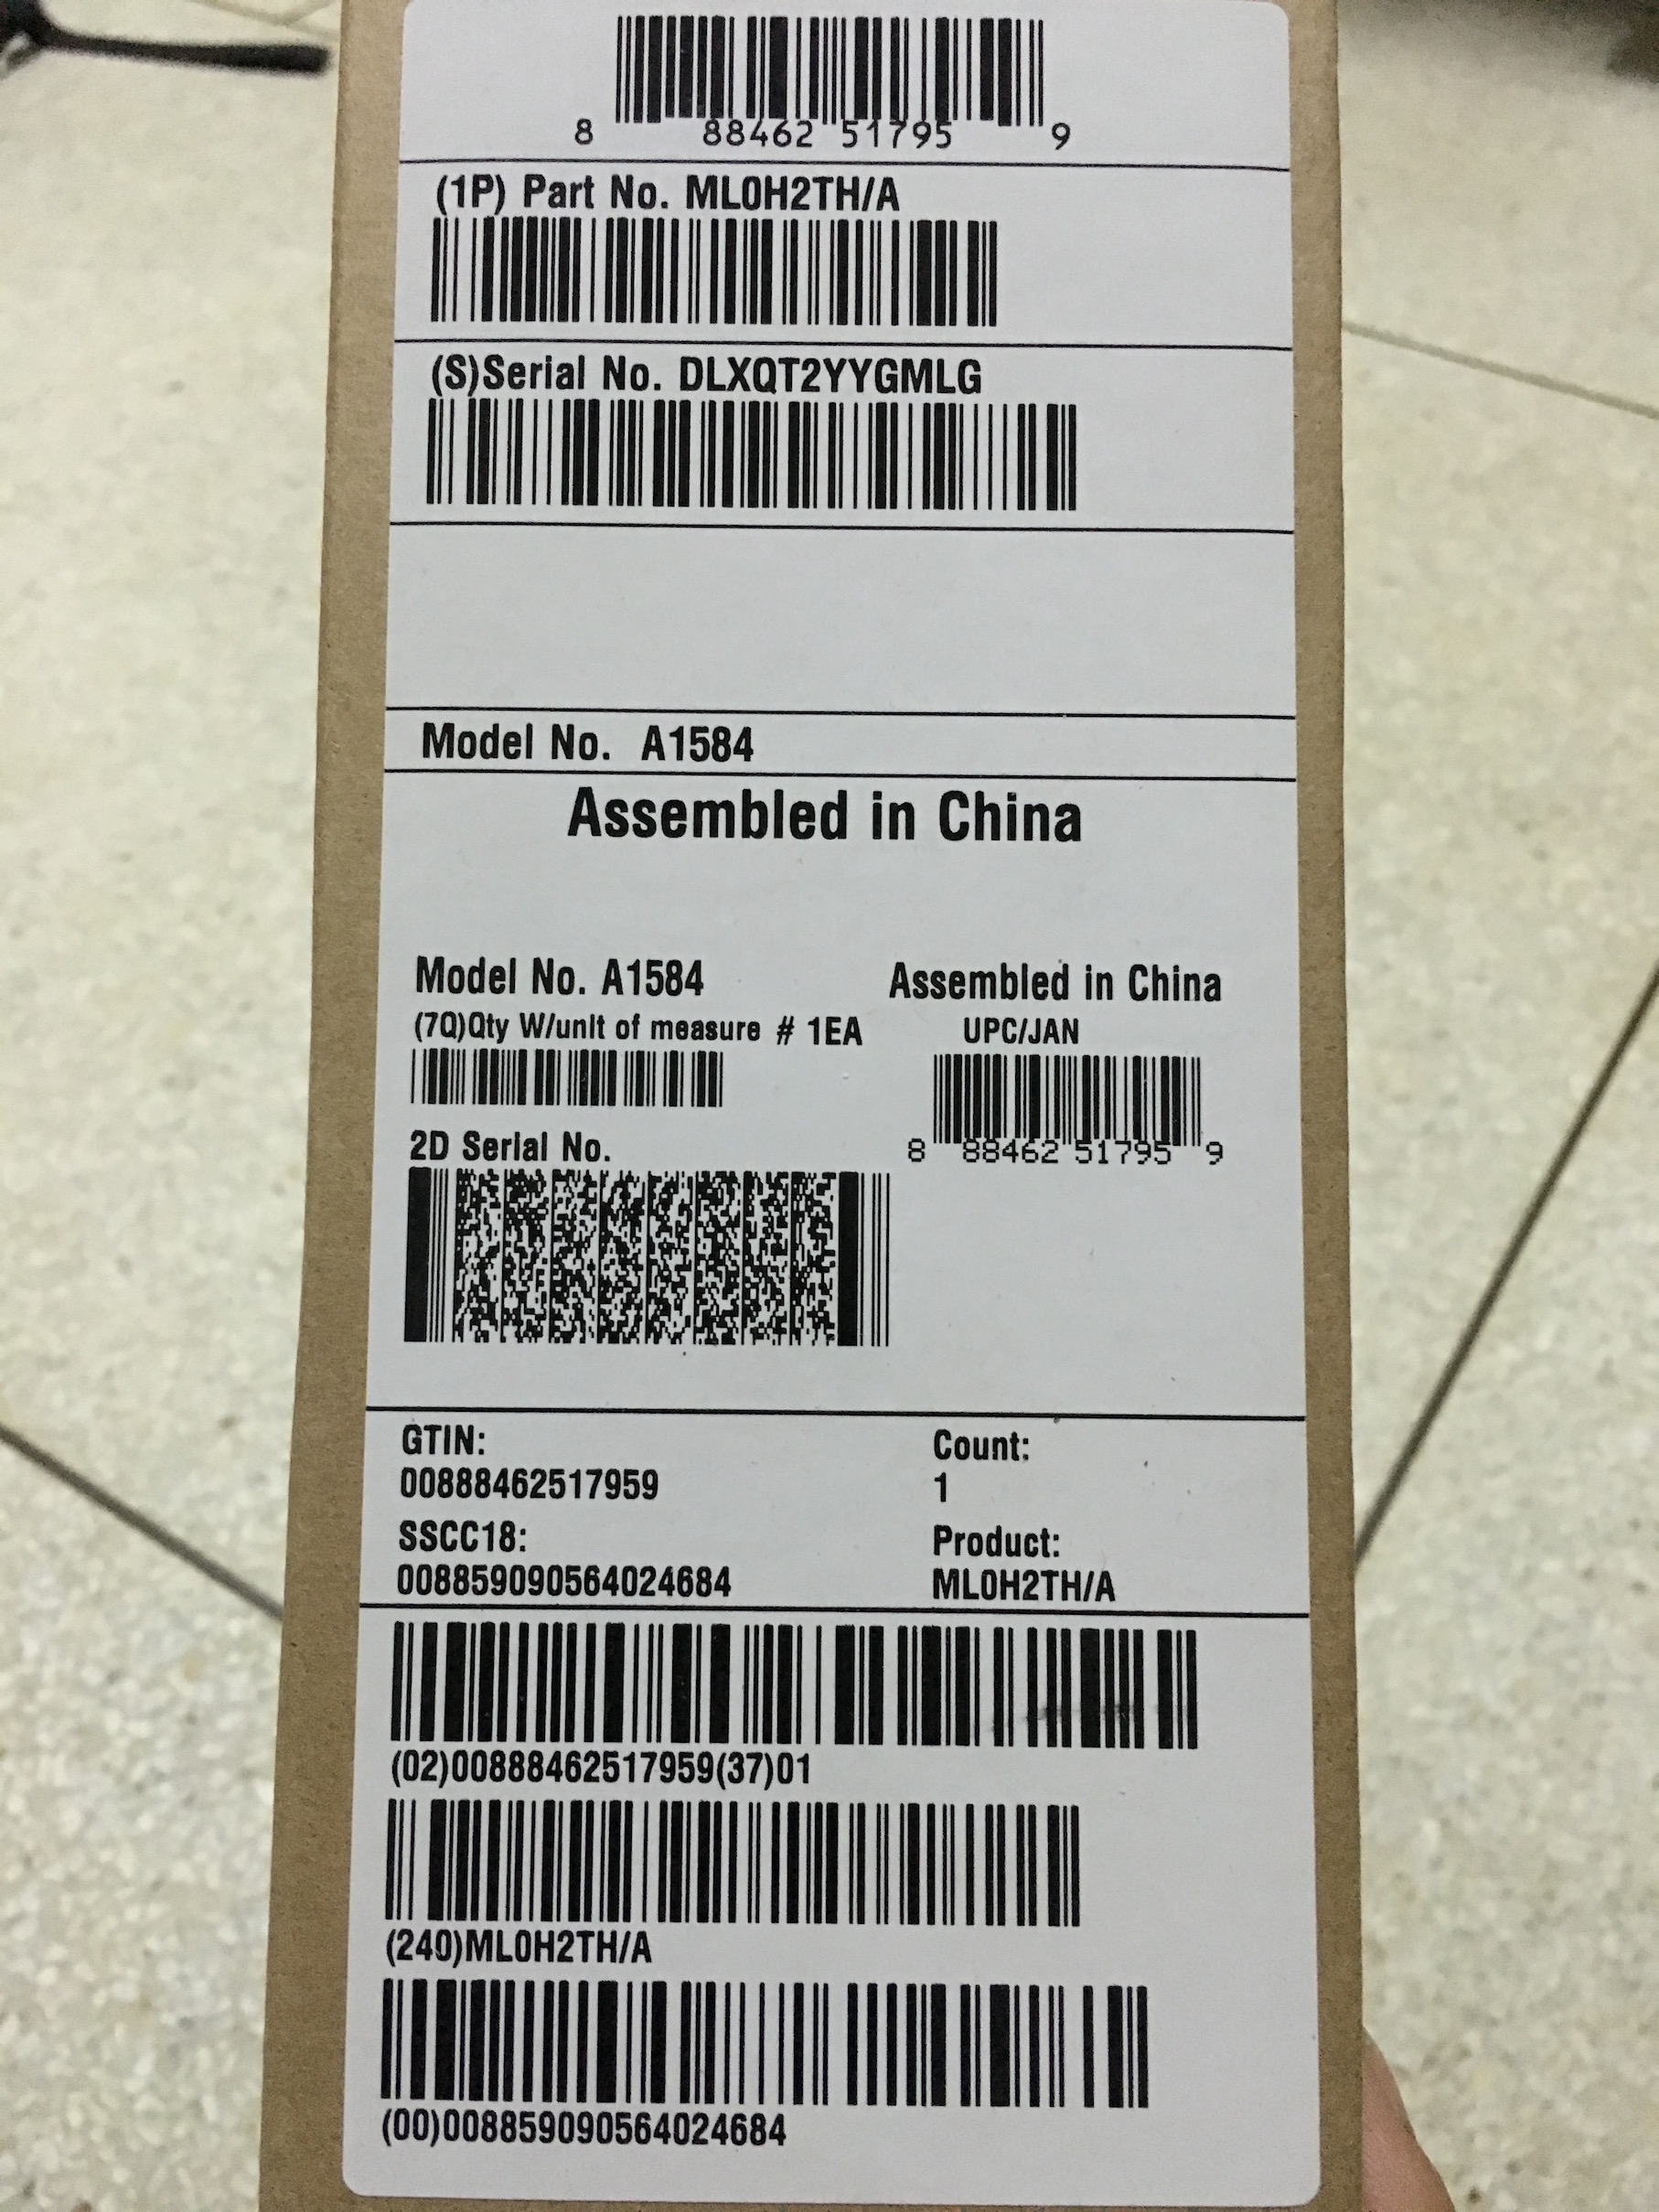 8 88462 51795 9
(1P) Part No. ML0H2TH/A
(S)Serial No. DLXQT2YYGMLG
Model No. A1584
Assembled in China
Model No. A1584 Assembled in China
(7Q)Qty W/unit of measure # 1EA UPC/JAN
8 88462 51795 9
2D Serial No.
GTIN: Count:
00888462517959 1
SSCC18: Product:
008859090564024684 ML0H2TH/A
(02)00888462517959(37)01
(240)ML0H2TH/A
(00)008859090564024684